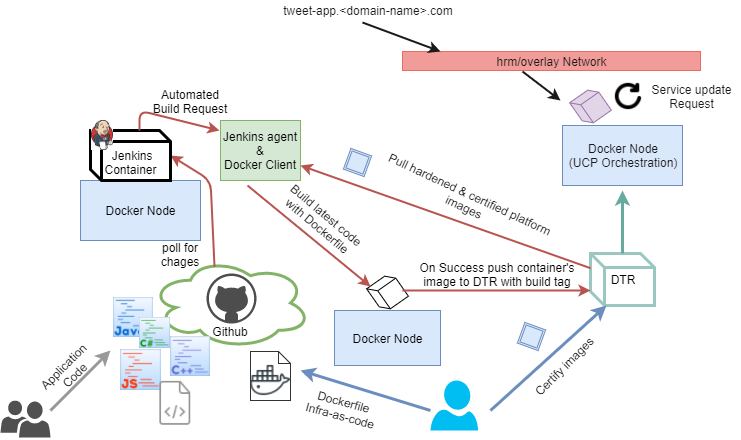 tweet-app.<domain-name>.com
hrm/overlay Network
Service update
Request
Automated
Build Request
Jenkins agent
&
Docker Client
Jenkins
Container
Docker Node
(UCP Orchestration)
Pull hardened & certified platform
images
Docker Node
Build latest code
with Dockerfile
poll for
chages
On Success push container's
image to DTR with build tag
DTR
Github
Java
C#
C++
JS
</>
Docker Node
Application
Code
Certify images
Dockerfile
Infra-as-code